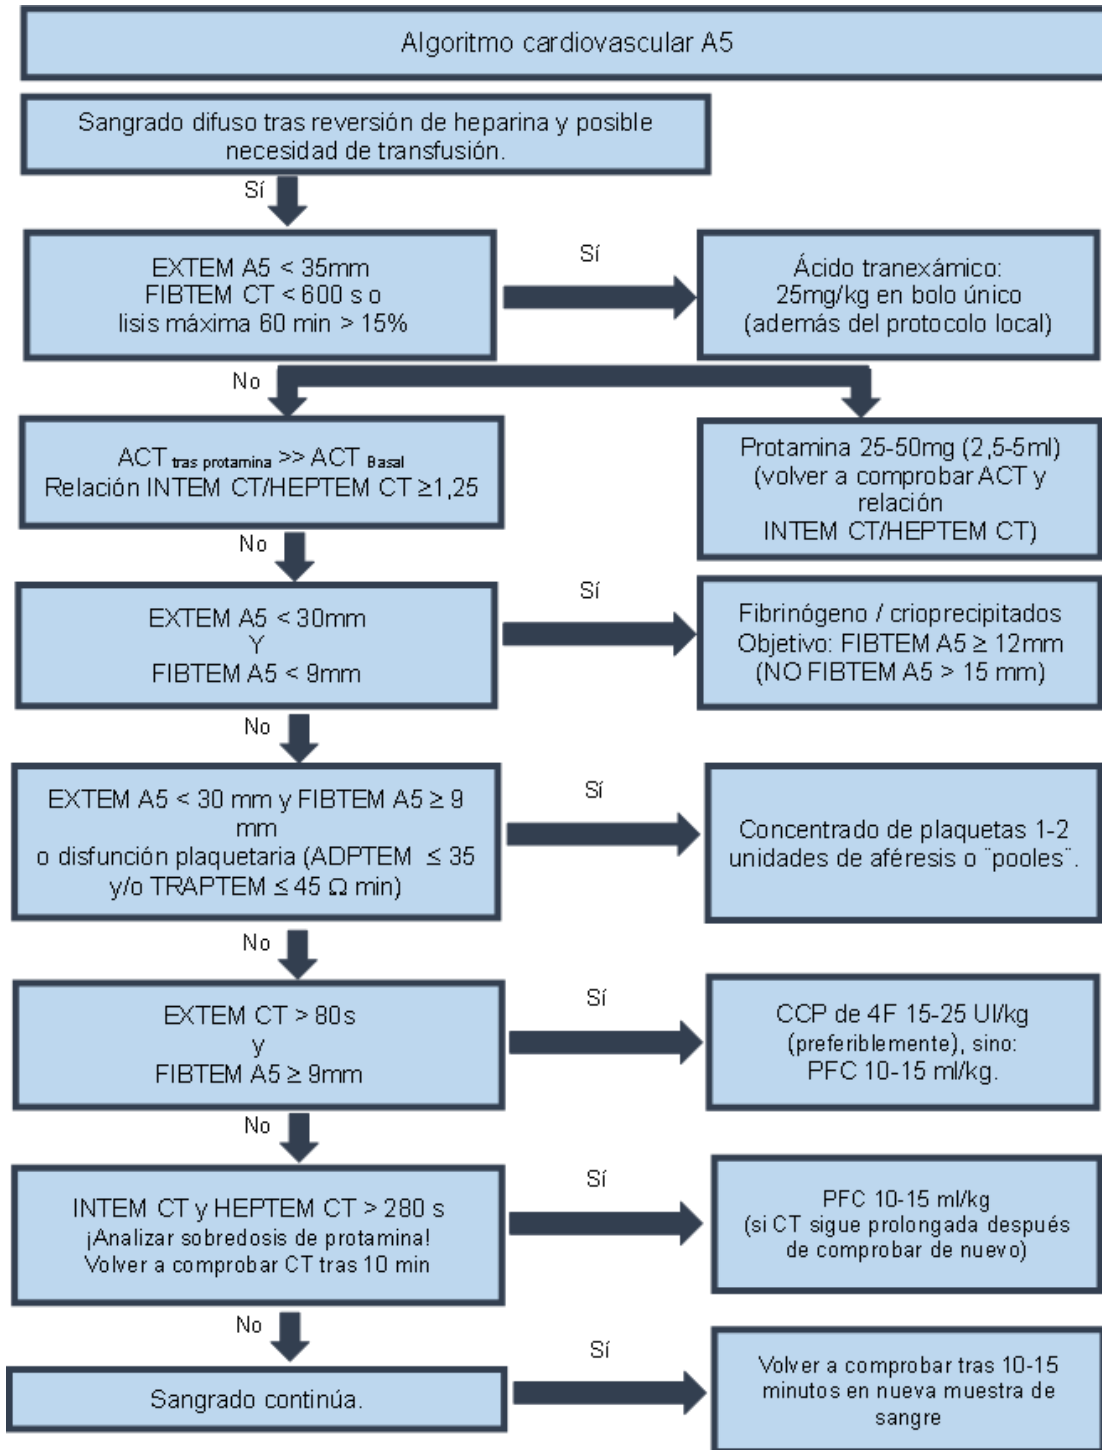 Algoritmo cardiovascular A5
Sangrado difuso tras reversión de heparina y posible
necesidad de transfusión.
Sí
EXTEM A5 < 35mm
FIBTEM CT < 600 s o
lisis máxima 60 min > 15%
Sí
Ácido tranexámico:
25mg/kg en bolo único
(además del protocolo local)
No
ACT tras protamina >> ACT Basal
Relación INTEM CT/HEPTEM CT ≥1,25
Protamina 25-50mg (2,5-5ml)
(volver a comprobar ACT y
relación
INTEM CT/HEPTEM CT)
No
EXTEM A5 < 30mm
Y
FIBTEM A5 < 9mm
Sí
Fibrinógeno / crioprecipitados
Objetivo: FIBTEM A5 ≥ 12mm
(NO FIBTEM A5 > 15 mm)
No
EXTEM A5 < 30 mm y FIBTEM A5 ≥ 9
mm
o disfunción plaquetaria (ADPTEM ≤ 35
y/o TRAPTEM ≤ 45 Ω min)
Sí
Concentrado de plaquetas 1-2
unidades de aféresis o ¨pooles¨.
No
EXTEM CT > 80s
y
FIBTEM A5 ≥ 9mm
Sí
CCP de 4F 15-25 UI/kg
(preferiblemente), sino:
PFC 10-15 ml/kg.
No
INTEM CT y HEPTEM CT > 280 s
¡Analizar sobredosis de protamina!
Volver a comprobar CT tras 10 min
Sí
PFC 10-15 ml/kg
(si CT sigue prolongada después
de comprobar de nuevo)
No
Sangrado continúa.
Sí
Volver a comprobar tras 10-15
minutos en nueva muestra de
sangre